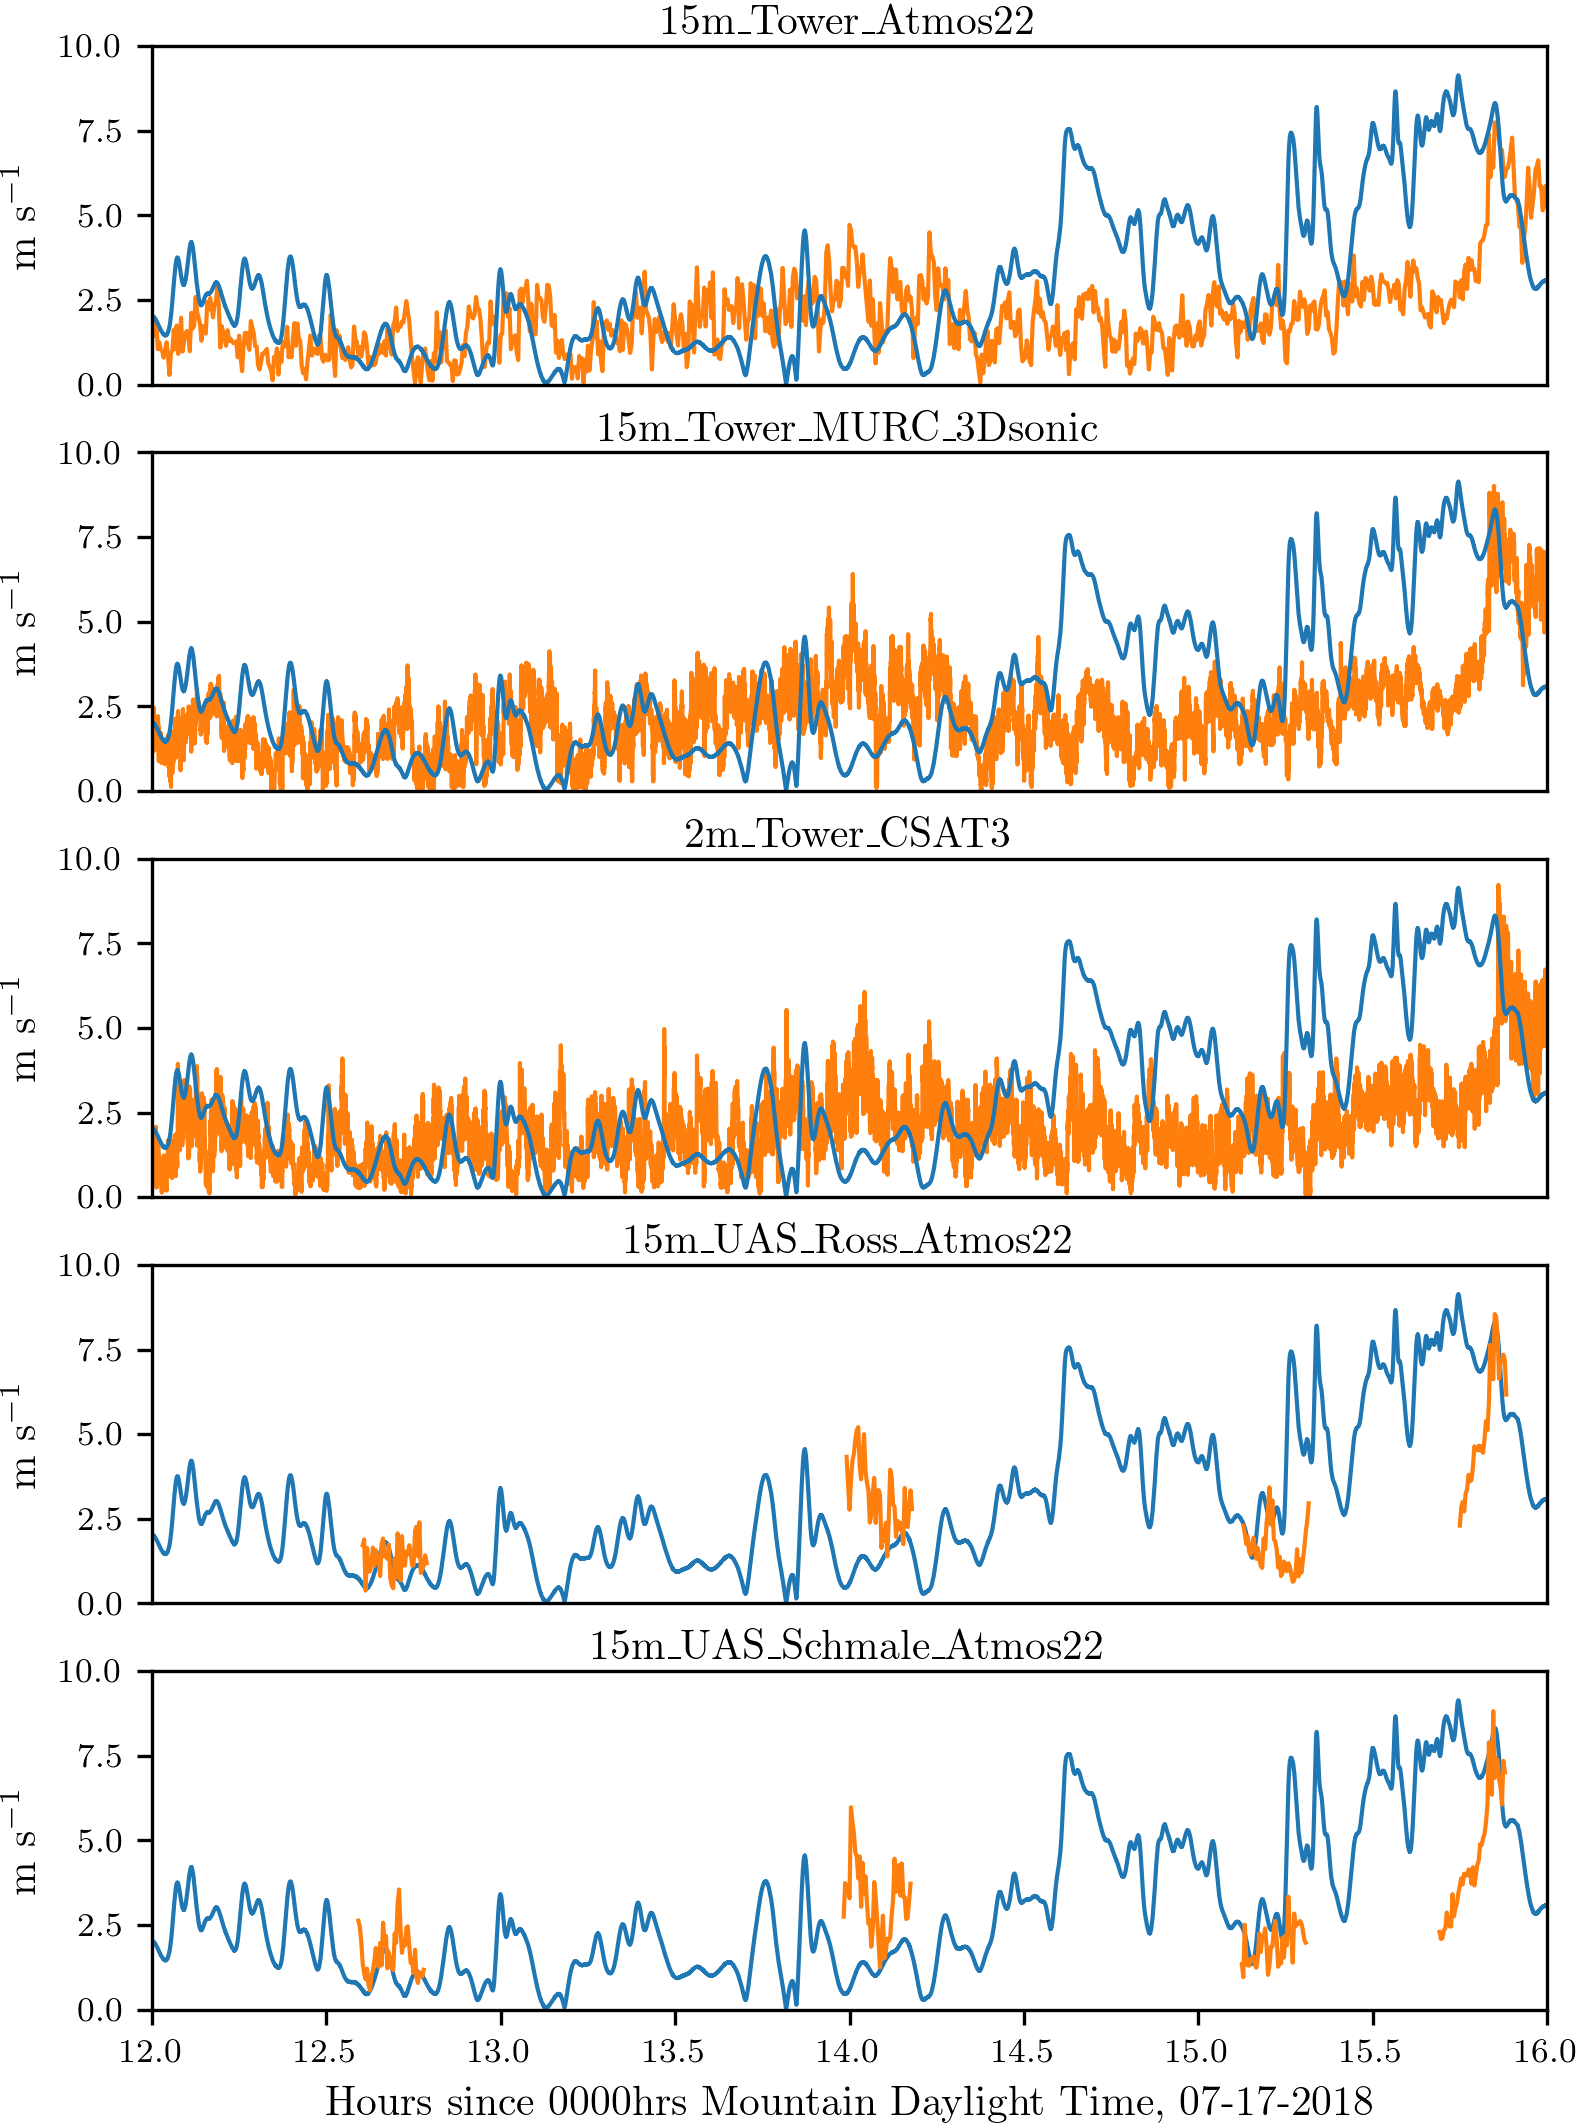 15m_Tower_Atmos22
10.0
7.5
5.0
2.5
0.0
m s⁻¹
15m_Tower_MURC_3Dsonic
10.0
7.5
5.0
2.5
0.0
m s⁻¹
2m_Tower_CSAT3
10.0
7.5
5.0
2.5
0.0
m s⁻¹
15m_UAS_Ross_Atmos22
10.0
7.5
5.0
2.5
0.0
m s⁻¹
15m_UAS_Schmale_Atmos22
10.0
7.5
5.0
2.5
0.0
m s⁻¹
12.0 12.5 13.0 13.5 14.0 14.5 15.0 15.5 16.0
Hours since 0000hrs Mountain Daylight Time, 07-17-2018